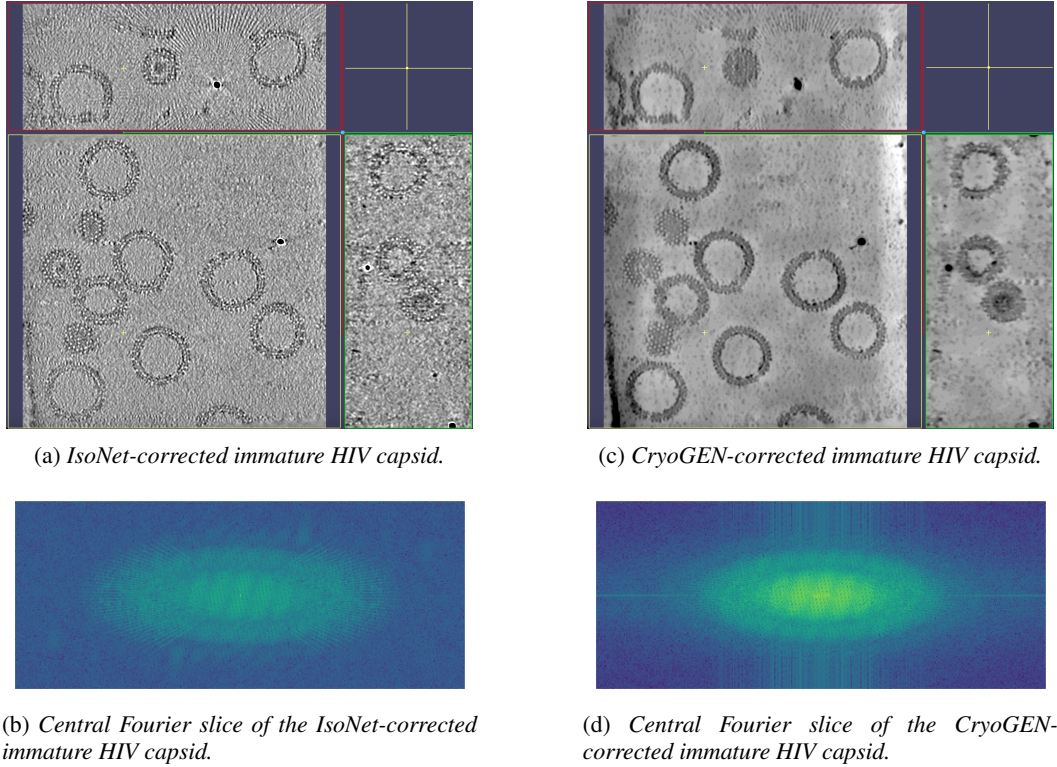 (a) IsoNet-corrected immature HIV capsid.
(c) CryoGEN-corrected immature HIV capsid.
(b) Central Fourier slice of the IsoNet-corrected
immature HIV capsid.
(d) Central Fourier slice of the CryoGEN-
corrected immature HIV capsid.